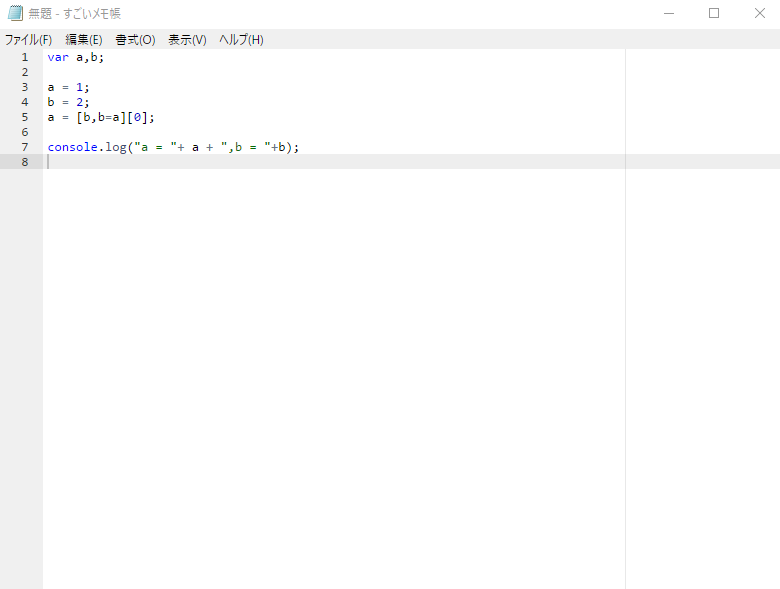 無題 - すごいメモ帳
ファイル(F) 編集(E) 書式(O) 表示(V) ヘルプ(H)
1 var a,b;
2
3 a = 1;
4 b = 2;
5 a = [b,b=a][0];
6
7 console.log("a = "+ a + ",b = "+b);
8